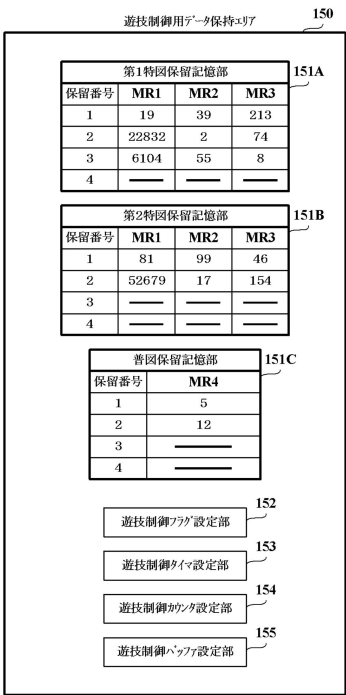 遊技制御用データ保持エリア 150
第1特図保留記憶部 151A
保留番号 MR1 MR2 MR3
1 19 39 213
2 22832 2 74
3 6104 55 8
4
第2特図保留記憶部 151B
保留番号 MR1 MR2 MR3
1 81 99 46
2 52679 17 154
3
4
普図保留記憶部 151C
保留番号 MR4
1 5
2 12
3
4
152
遊技制御フラグ設定部
153
遊技制御タイマ設定部
154
遊技制御カウンタ設定部
155
遊技制御バッファ設定部